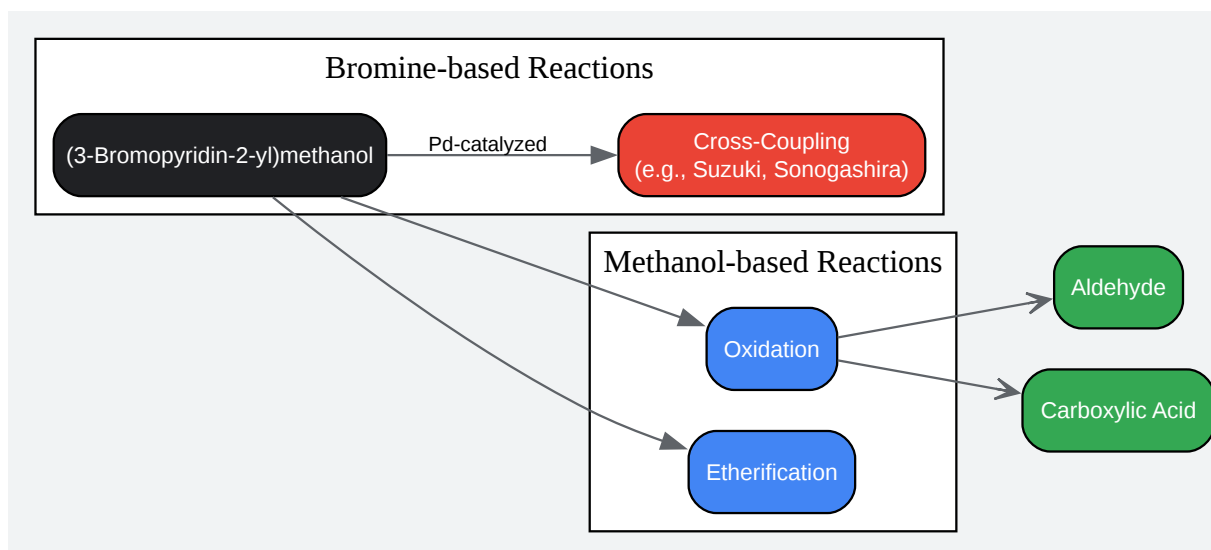 Bromine-based Reactions
(3-Bromopyridin-2-yl)methanol
Pd-catalyzed
Cross-Coupling
(e.g., Suzuki, Sonogashira)
Methanol-based Reactions
Oxidation
Aldehyde
Carboxylic Acid
Etherification